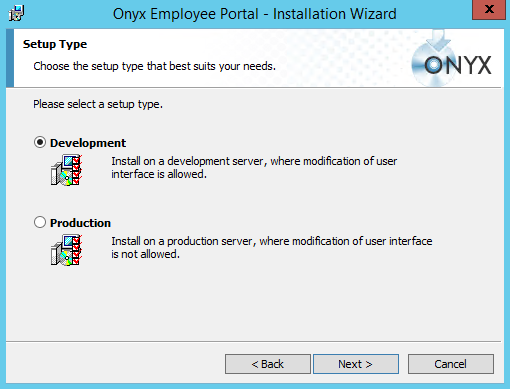 Onyx Employee Portal - Installation Wizard
x
Setup Type
Choose the setup type that best suits your needs.
ONYX
Please select a setup type.
Development
Install on a development server, where modification of user
interface is allowed.
Production
Install on a production server, where modification of user interface
is not allowed.
< Back
Next >
Cancel